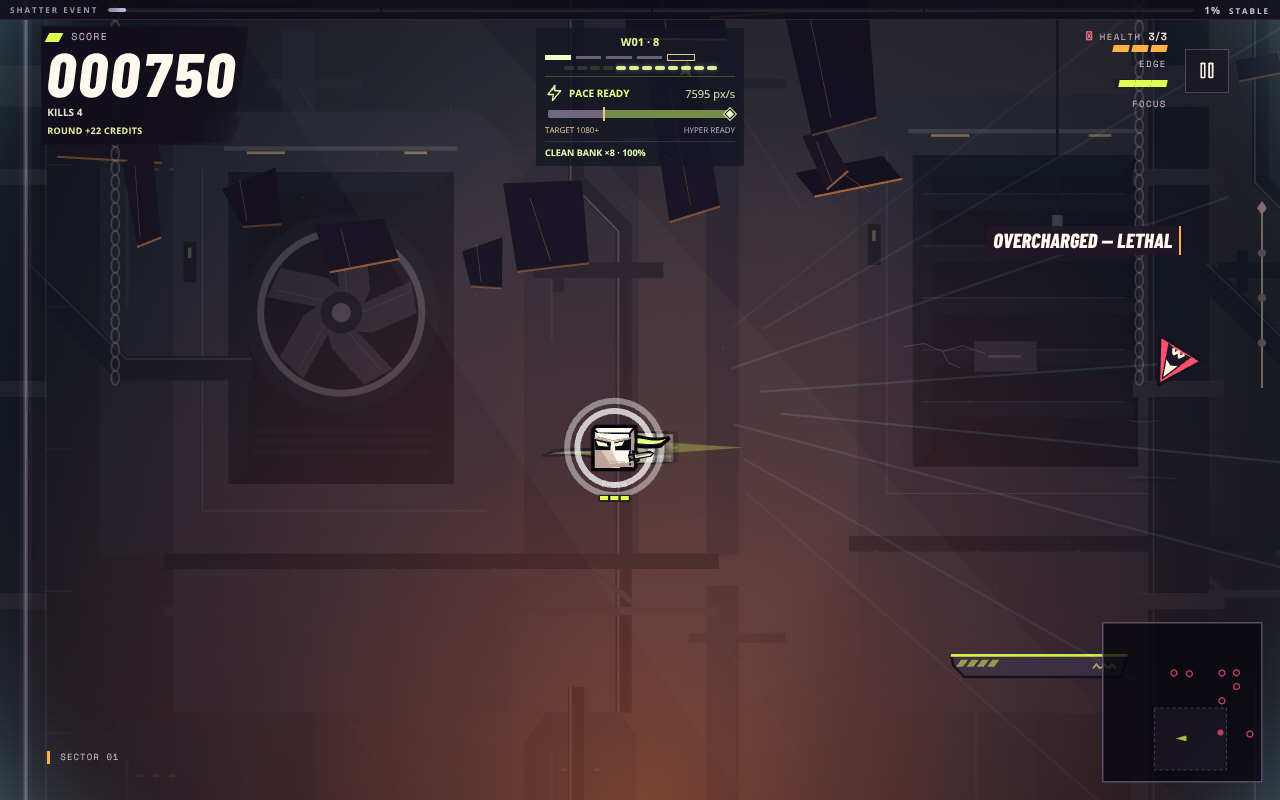 SHATTER EVENT
1% STABLE
SCORE
000750
KILLS 4
ROUND +22 CREDITS
W01 · 8
PACE READY
7595 px/s
TARGET 1080+
HYPER READY
CLEAN BANK ×8 · 100%
HEALTH 3/3
EDGE
FOCUS
OVERCHARGED — LETHAL
SECTOR 01